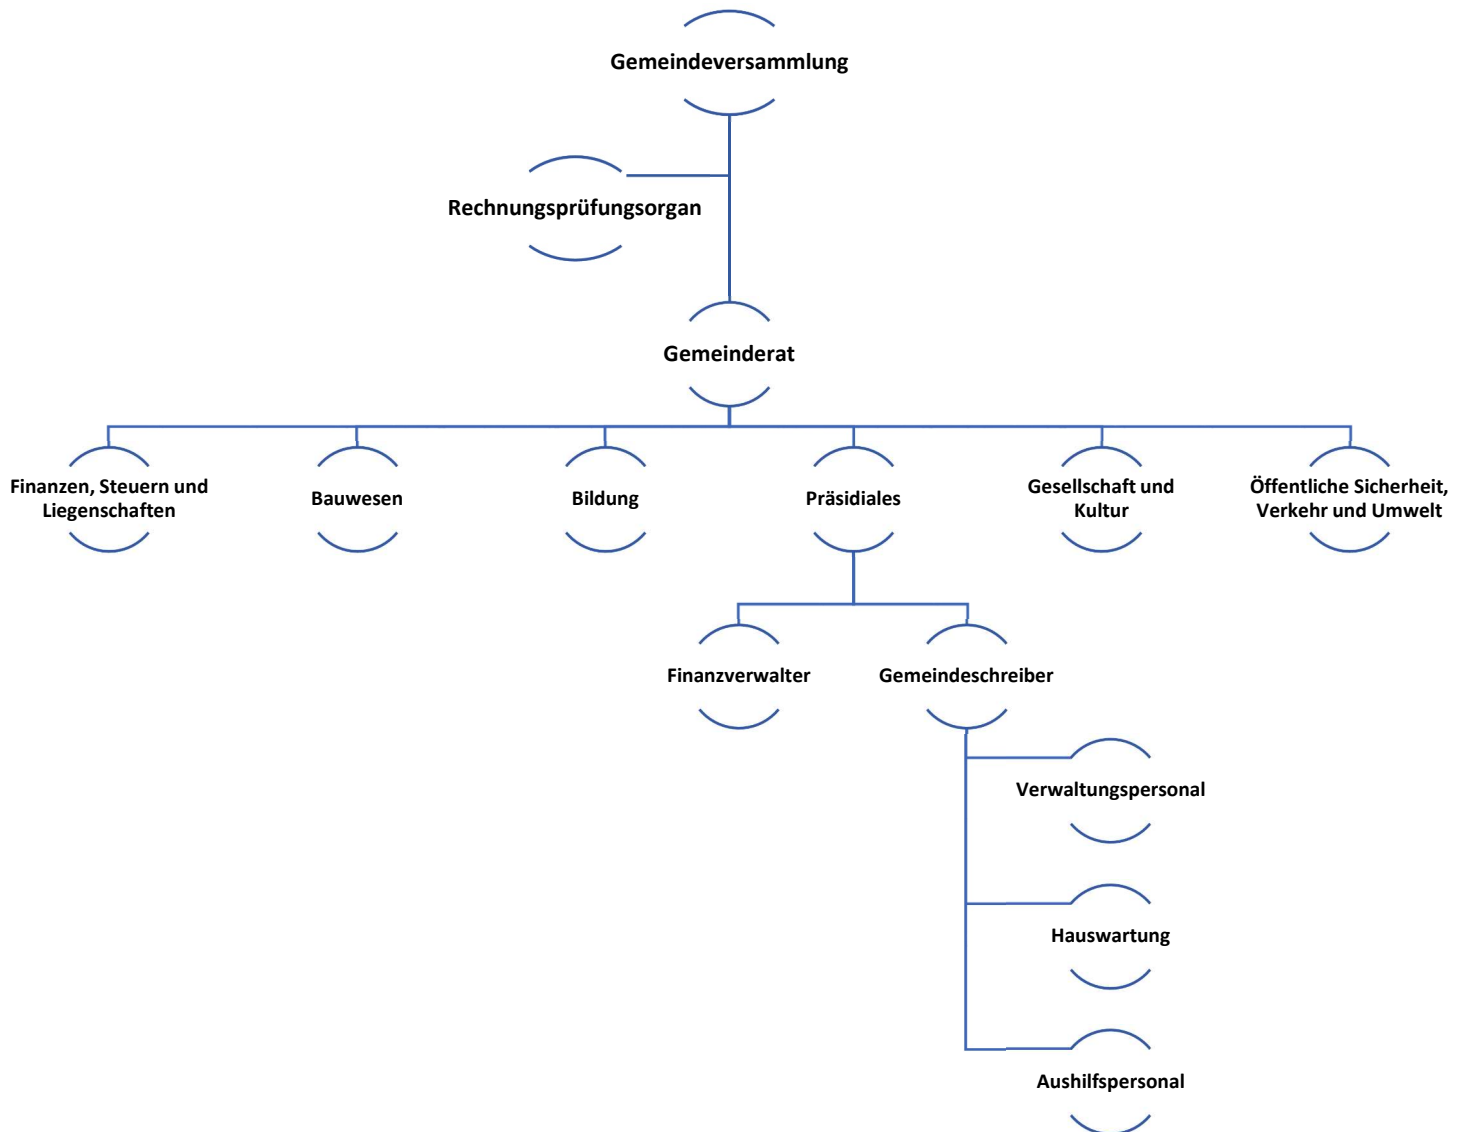 Gemeindeversammlung
Rechnungsprüfungsorgan
Gemeinderat
Finanzen, Steuern und
Liegenschaften
Bauwesen
Bildung
Präsidiales
Gesellschaft und
Kultur
Öffentliche Sicherheit,
Verkehr und Umwelt
Finanzverwalter
Gemeindeschreiber
Verwaltungspersonal
Hauswartung
Aushilfspersonal